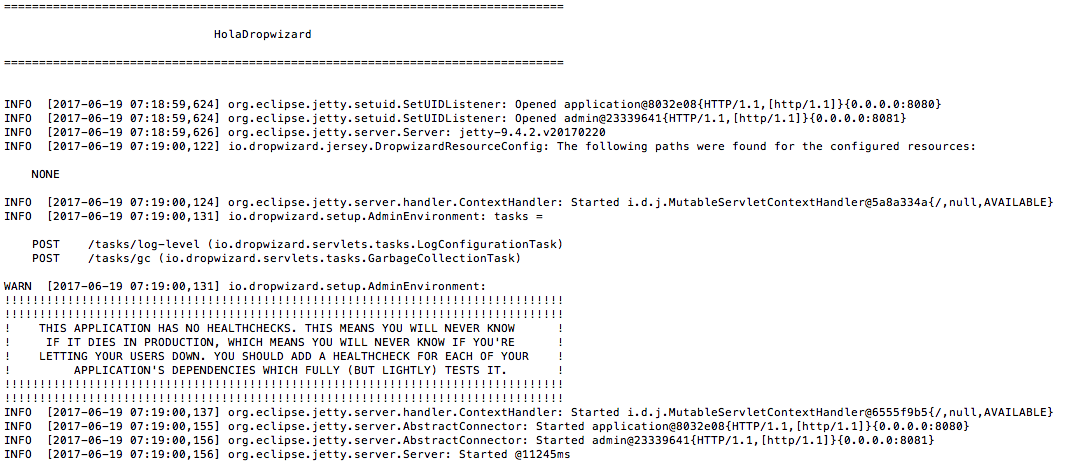 ================================================================================
HolaDropwizard
================================================================================
INFO  [2017-06-19 07:18:59,624] org.eclipse.jetty.setuid.SetUIDListener: Opened application@8032e08{HTTP/1.1,[http/1.1]}{0.0.0.0:8080}
INFO  [2017-06-19 07:18:59,624] org.eclipse.jetty.setuid.SetUIDListener: Opened admin@23339641{HTTP/1.1,[http/1.1]}{0.0.0.0:8081}
INFO  [2017-06-19 07:18:59,626] org.eclipse.jetty.server.Server: jetty-9.4.2.v20170220
INFO  [2017-06-19 07:19:00,122] io.dropwizard.jersey.DropwizardResourceConfig: The following paths were found for the configured resources:
    NONE
INFO  [2017-06-19 07:19:00,124] org.eclipse.jetty.server.handler.ContextHandler: Started i.d.j.MutableServletContextHandler@5a8a334a{/,null,AVAILABLE}
INFO  [2017-06-19 07:19:00,131] io.dropwizard.setup.AdminEnvironment: tasks =
    POST    /tasks/log-level (io.dropwizard.servlets.tasks.LogConfigurationTask)
    POST    /tasks/gc (io.dropwizard.servlets.tasks.GarbageCollectionTask)
WARN  [2017-06-19 07:19:00,131] io.dropwizard.setup.AdminEnvironment:
!!!!!!!!!!!!!!!!!!!!!!!!!!!!!!!!!!!!!!!!!!!!!!!!!!!!!!!!!!!!!!!!!!!!!!!!!!!!!!!!
!!!!!!!!!!!!!!!!!!!!!!!!!!!!!!!!!!!!!!!!!!!!!!!!!!!!!!!!!!!!!!!!!!!!!!!!!!!!!!!!
!    THIS APPLICATION HAS NO HEALTHCHECKS. THIS MEANS YOU WILL NEVER KNOW      !
!     IF IT DIES IN PRODUCTION, WHICH MEANS YOU WILL NEVER KNOW IF YOU'RE      !
!    LETTING YOUR USERS DOWN. YOU SHOULD ADD A HEALTHCHECK FOR EACH OF YOUR    !
!         APPLICATION'S DEPENDENCIES WHICH FULLY (BUT LIGHTLY) TESTS IT.       !
!!!!!!!!!!!!!!!!!!!!!!!!!!!!!!!!!!!!!!!!!!!!!!!!!!!!!!!!!!!!!!!!!!!!!!!!!!!!!!!!
!!!!!!!!!!!!!!!!!!!!!!!!!!!!!!!!!!!!!!!!!!!!!!!!!!!!!!!!!!!!!!!!!!!!!!!!!!!!!!!!
INFO  [2017-06-19 07:19:00,137] org.eclipse.jetty.server.handler.ContextHandler: Started i.d.j.MutableServletContextHandler@6555f9b5{/,null,AVAILABLE}
INFO  [2017-06-19 07:19:00,155] org.eclipse.jetty.server.AbstractConnector: Started application@8032e08{HTTP/1.1,[http/1.1]}{0.0.0.0:8080}
INFO  [2017-06-19 07:19:00,156] org.eclipse.jetty.server.AbstractConnector: Started admin@23339641{HTTP/1.1,[http/1.1]}{0.0.0.0:8081}
INFO  [2017-06-19 07:19:00,156] org.eclipse.jetty.server.Server: Started @11245ms